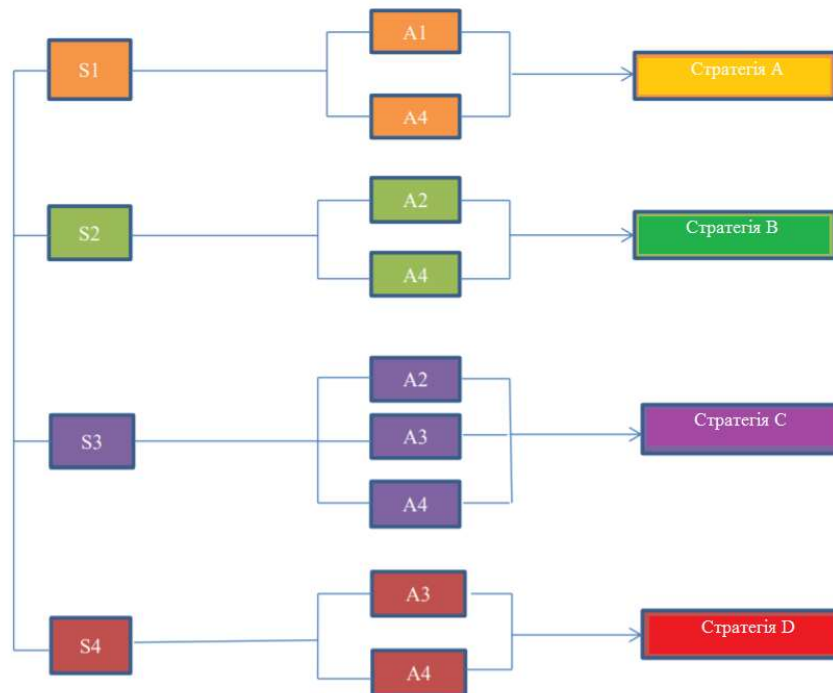 S1
A1
A4
Стратегія А
S2
A2
A4
Стратегія В
S3
A2
A3
A4
Стратегія С
S4
A3
A4
Стратегія D